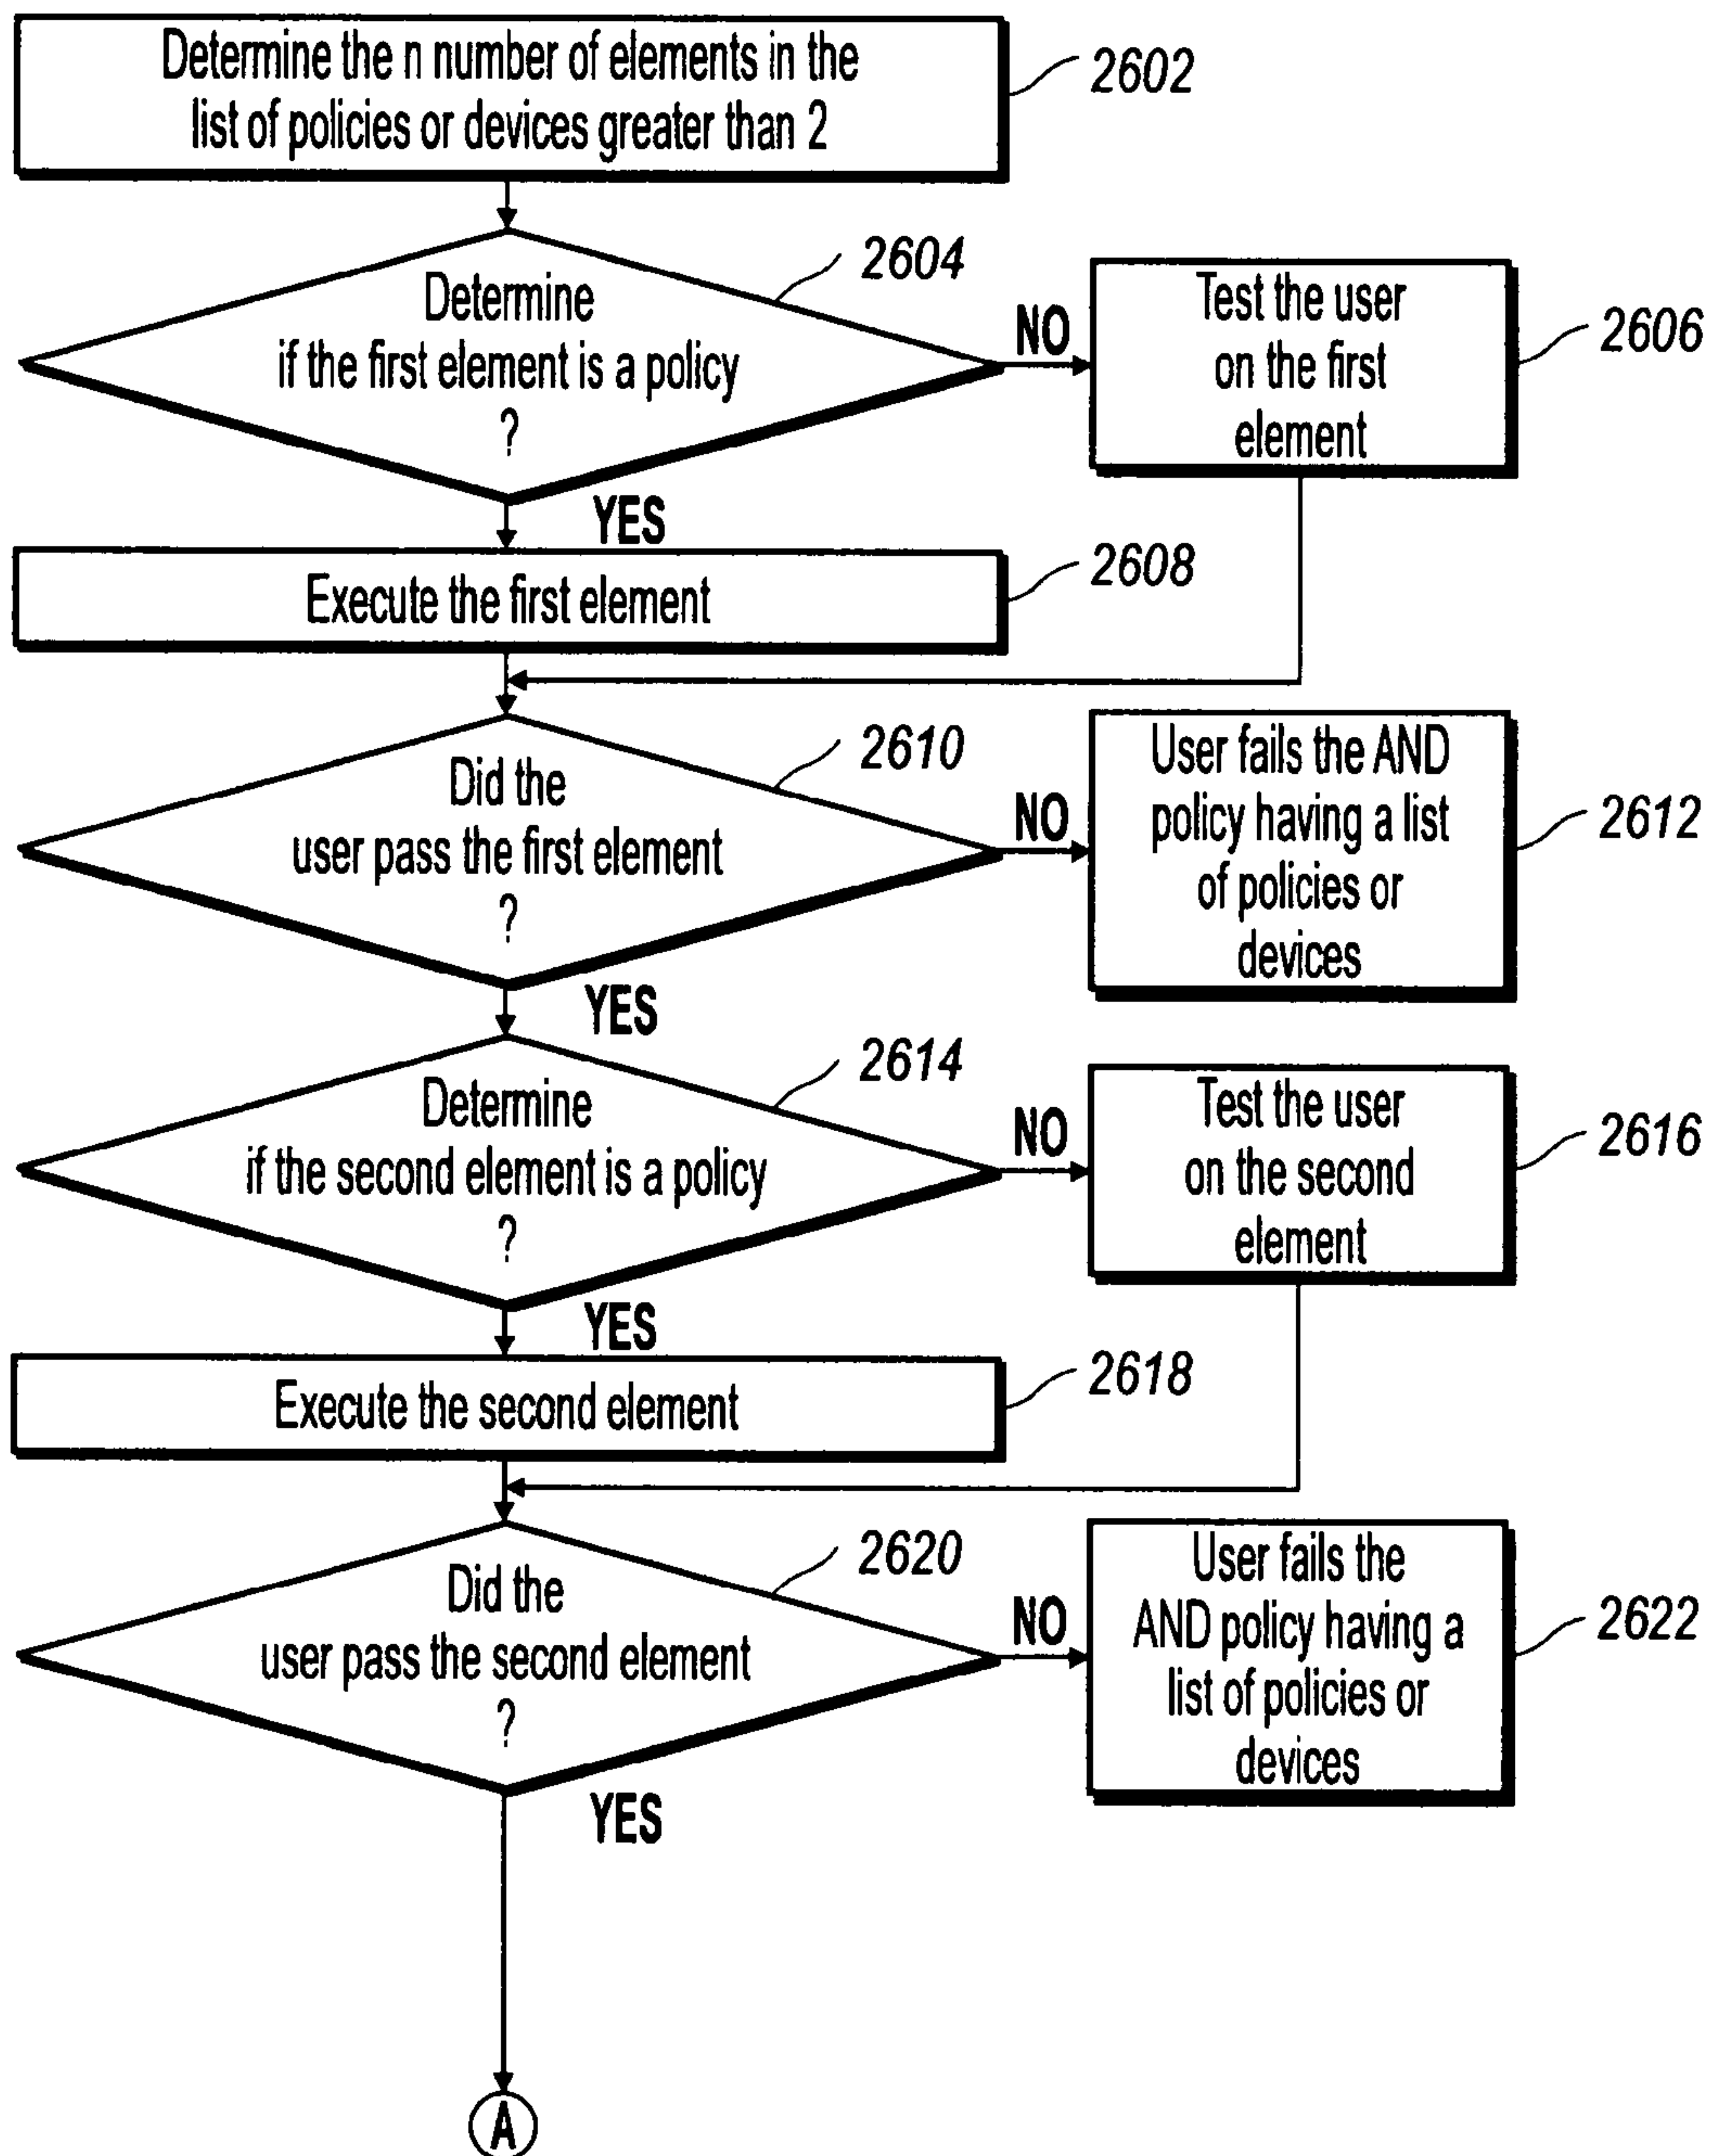 Determine the n number of elements in the
list of policies or devices greater than 2
2602
Determine
if the first element is a policy
?
2604
NO
Test the user
on the first
element
2606
YES
Execute the first element
2608
Did the
user pass the first element
?
2610
NO
User fails the AND
policy having a list
of policies or
devices
2612
YES
Determine
if the second element is a policy
?
2614
NO
Test the user
on the second
element
2616
YES
Execute the second element
2618
Did the
user pass the second element
?
2620
NO
User fails the
AND policy having a
list of policies or
devices
2622
YES
A